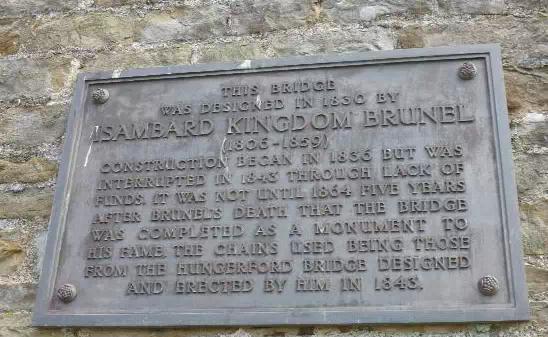 THIS BRIDGE
WAS DESIGNED IN 1830 BY
ISAMBARD KINGDOM BRUNEL
(1806-1859)
CONSTRUCTION BEGAN IN 1836 BUT WAS
INTERRUPTED IN 1843 THROUGH LACK OF
FUNDS. IT WAS NOT UNTIL 1864 FIVE YEARS
AFTER BRUNEL'S DEATH THAT THE BRIDGE
WAS COMPLETED AS A MONUMENT TO
HIS FAME, THE CHAINS USED BEING THOSE
FROM THE HUNGERFORD BRIDGE DESIGNED
AND ERECTED BY HIM IN 1843.